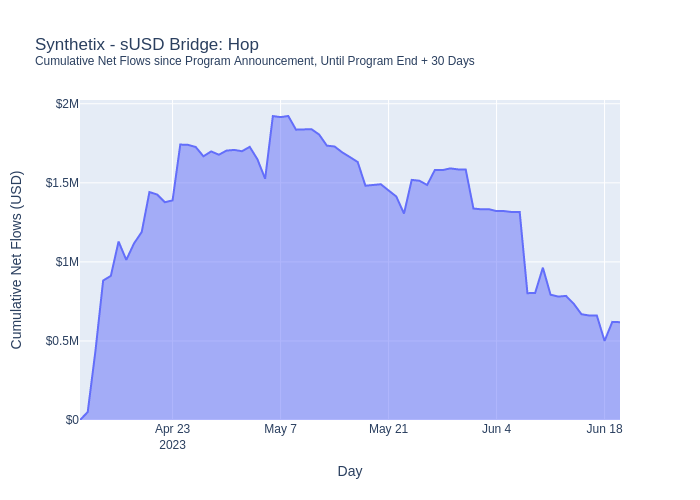 Synthetix - sUSD Bridge: Hop
Cumulative Net Flows since Program Announcement, Until Program End + 30 Days
Cumulative Net Flows (USD)
$2M
$1.5M
$1M
$0.5M
$0
Apr 23
2023
May 7
May 21
Jun 4
Jun 18
Day